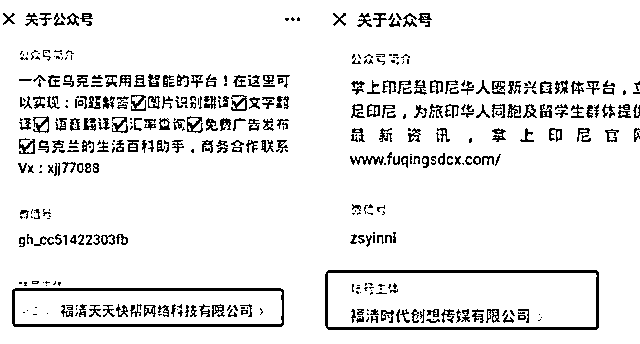 关于公众号
公众号简介
一个在乌克兰实用且智能的平台！在这里可
以实现：问题解答☑图片识别翻译☑文字翻
译☑语音翻译☑汇率查询☑免费广告发布
☑乌克兰的生活百科助手，商务合作联系
Vx：xjj77088
微信号
gh_cc51422303fb
福清天天快帮网络科技有限公司
关于公众号
公众号简介
掌上印尼是印尼华人圈新兴自媒体平台，立
足印尼，为旅印华人同胞及留学生群体提供
最新资讯，掌上印尼官网
www.fuqingsdcx.com/
微信号
zsyinni
帐号主体
福清时代创想传媒有限公司